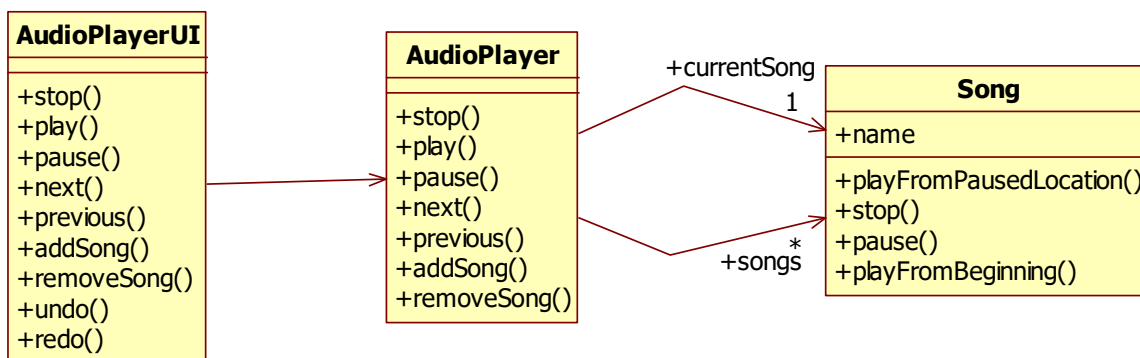 AudioPlayerUI
+stop()
+play()
+pause()
+next()
+previous()
+addSong()
+removeSong()
+undo()
+redo()
AudioPlayer
+stop()
+play()
+pause()
+next()
+previous()
+addSong()
+removeSong()
+currentSong
1
+songs
*
Song
+name
+playFromPausedLocation()
+stop()
+pause()
+playFromBeginning()